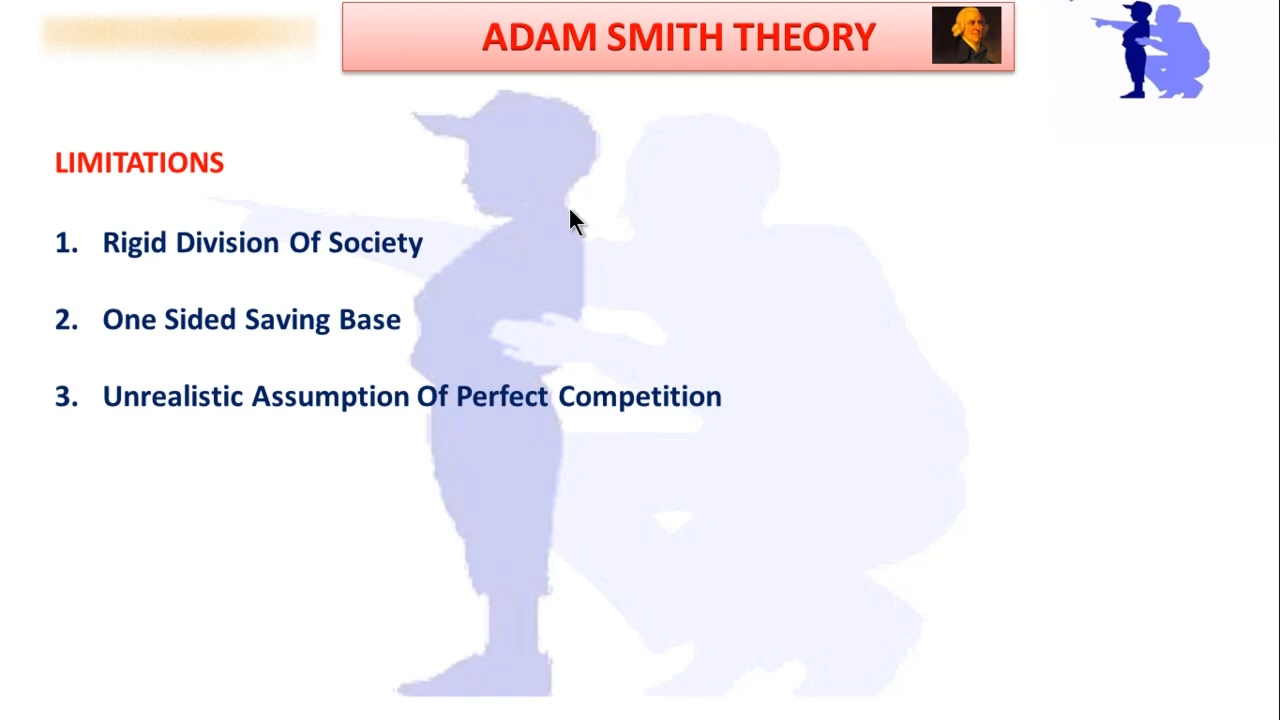 ADAM SMITH THEORY
LIMITATIONS
1. Rigid Division Of Society
2. One Sided Saving Base
3. Unrealistic Assumption Of Perfect Competition